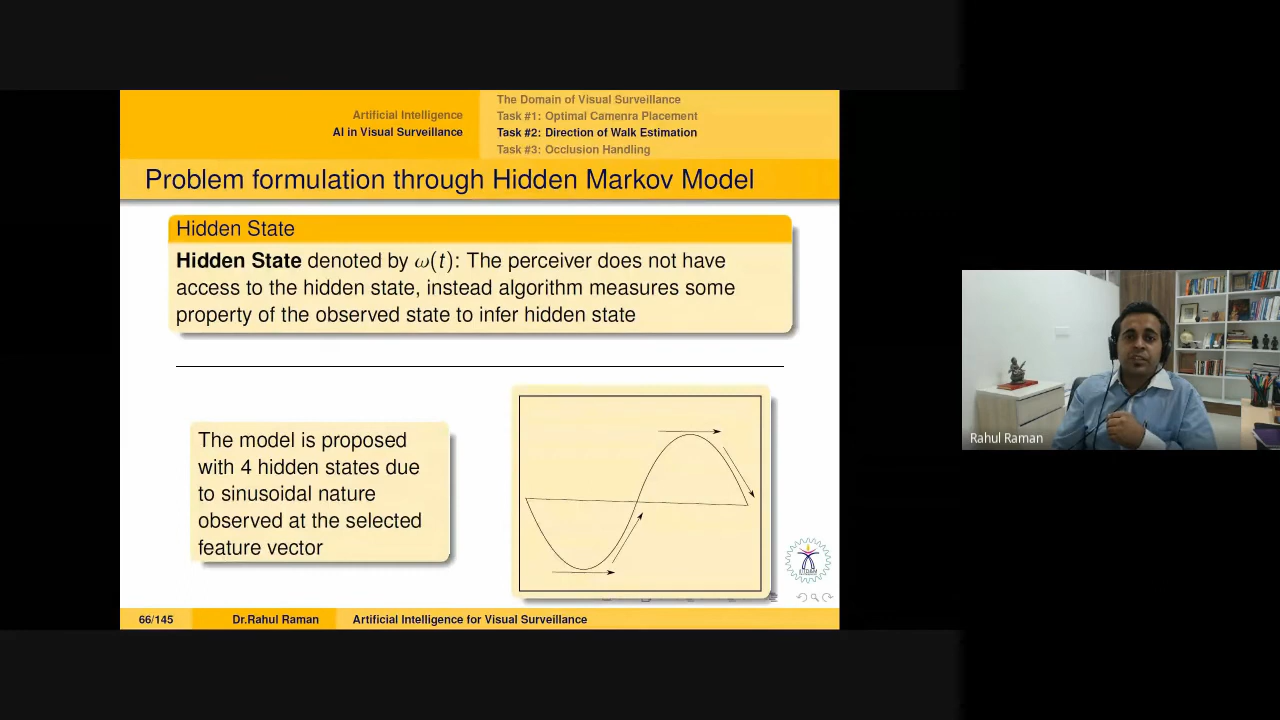 Artificial Intelligence
AI in Visual Surveillance
The Domain of Visual Surveillance
Task #1: Optimal Camenra Placement
Task #2: Direction of Walk Estimation
Task #3: Occlusion Handling
Problem formulation through Hidden Markov Model
Hidden State
Hidden State denoted by ω(t): The perceiver does not have
access to the hidden state, instead algorithm measures some
property of the observed state to infer hidden state
The model is proposed
with 4 hidden states due
to sinusoidal nature
observed at the selected
feature vector
66/145
Dr.Rahul Raman
Artificial Intelligence for Visual Surveillance
Rahul Raman